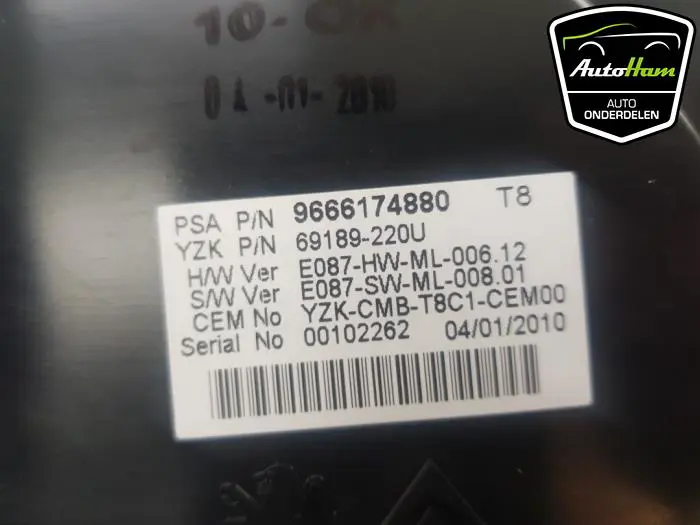 10-OK
04-01-2010
AutoHam
AUTO
ONDERDELEN
PSA P/N 9666174880 T8
YZK P/N 69189-220U
H/W Ver E087-HW-ML-006.12
S/W Ver E087-SW-ML-008.01
CEM No YZK-CMB-T8C1-CEM00
Serial No 00102262 04/01/2010